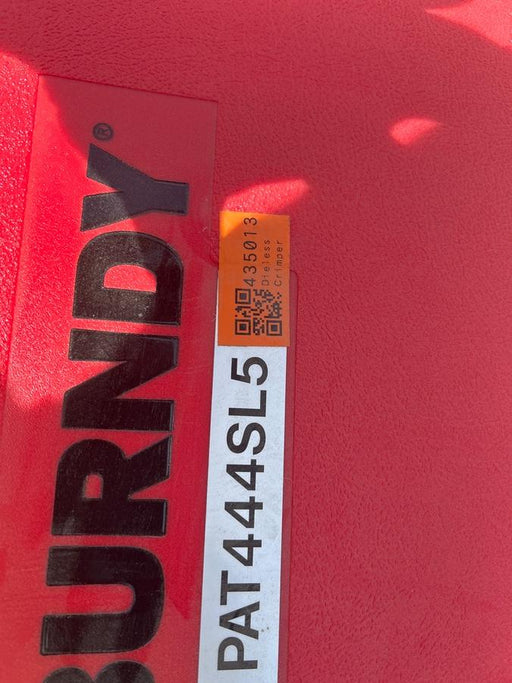 BURNDY®
PAT444SL5
435013
Dieless
Crimper